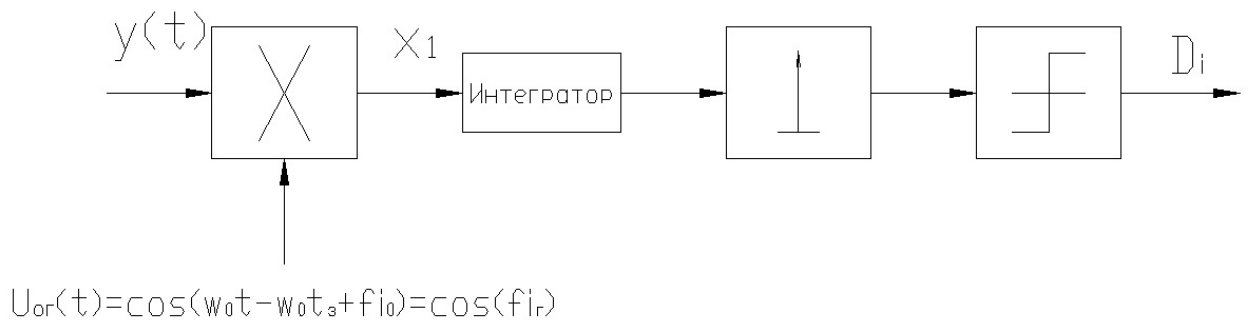 y(t)
X₁
Интегратор
Dᵢ
Uог(t)=cos(w₀t-w₀tз+fi₀)=cos(fiг)